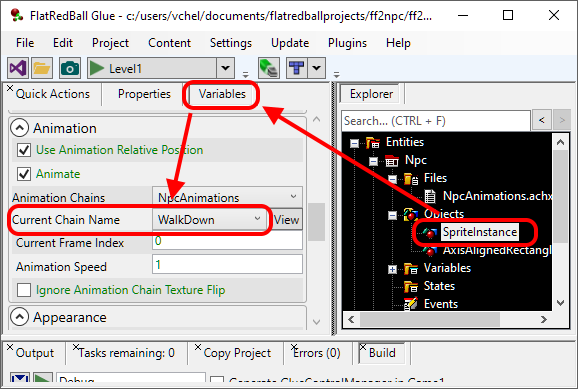 FlatRedBall Glue - c:/users/vchel/documents/flatredballprojects/ff2npc/ff2...
File Edit Project Content Settings Update Plugins Help
Level1
Quick Actions Properties Variables
Animation
Use Animation Relative Position
Animate
Animation Chains NpcAnimations
Current Chain Name WalkDown View
Current Frame Index 0
Animation Speed 1
Ignore Animation Chain Texture Flip
Appearance
Explorer
Search... (CTRL + F) < >
Entities
Npc
Files
NpcAnimations.achx
Objects
SpriteInstance
AxisAlignedRectangl
Variables
States
Events
Output Tasks remaining: 0 Copy Project Errors (0) Build